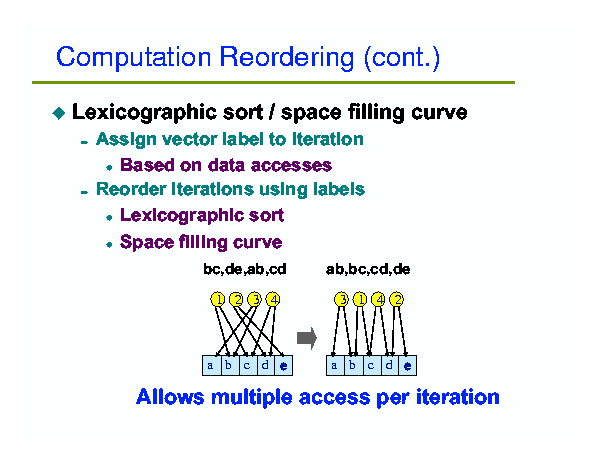 Computation Reordering (cont.)
Lexicographic sort / space filling curve
Assign vector label to iteration
Based on data accesses
Reorder iterations using labels
Lexicographic sort
Space filling curve
bc,de,ab,cd ab,bc,cd,de
1 2 3 4 3 1 4 2
a b c d e a b c d e
Allows multiple access per iteration